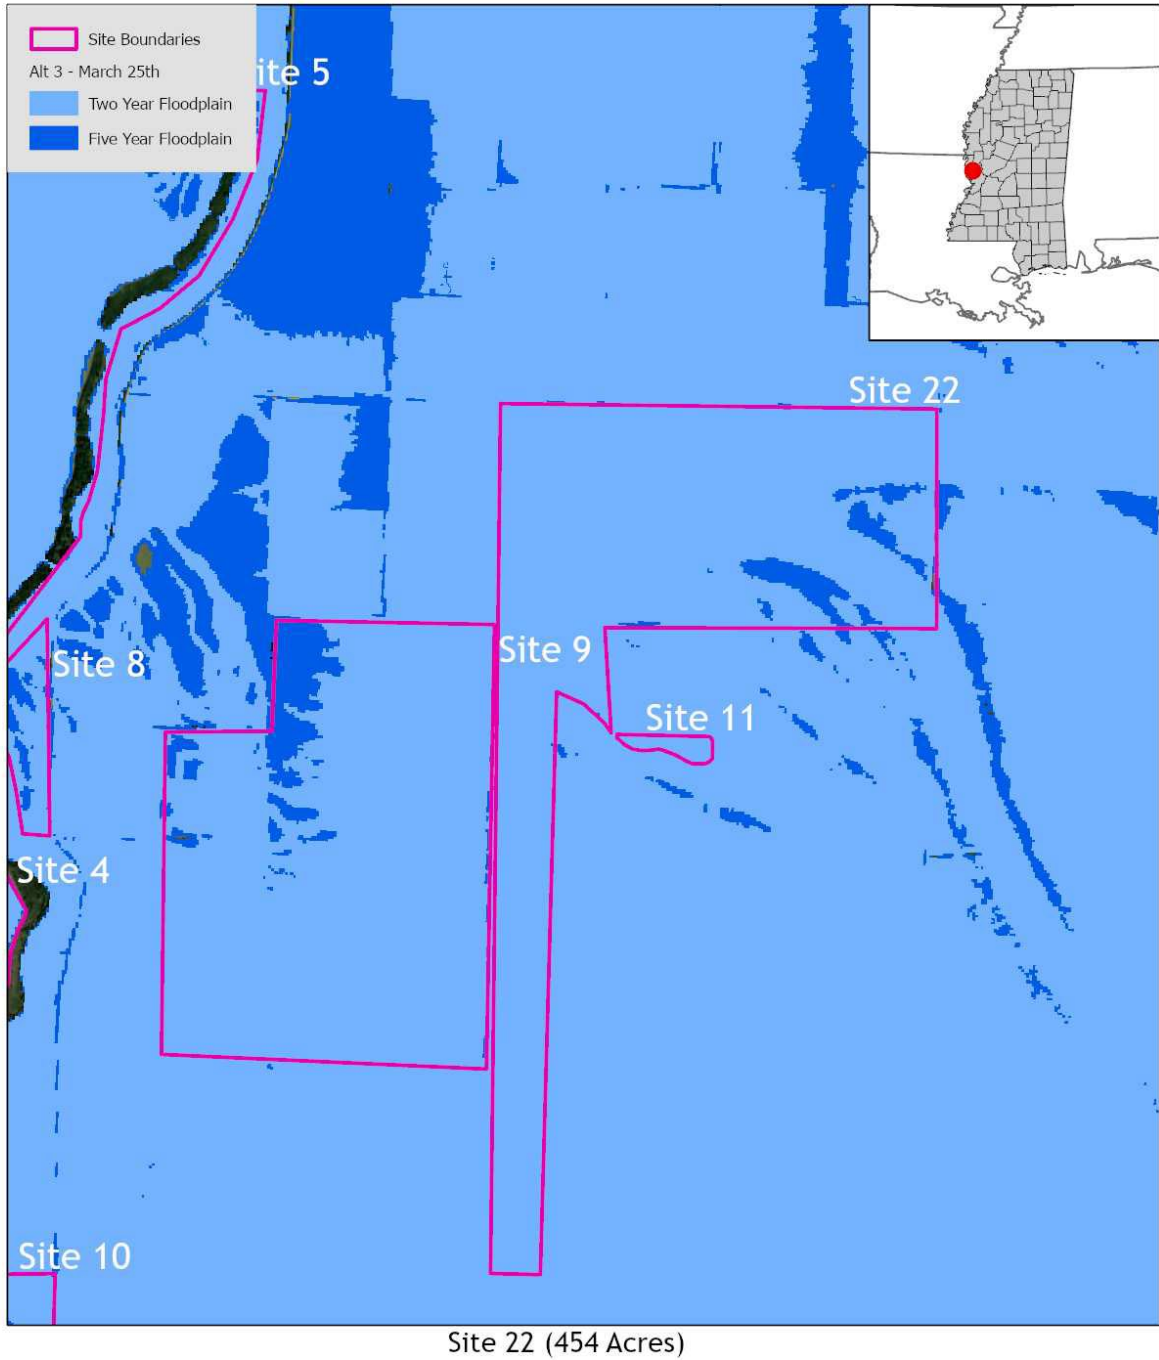 Site Boundaries
Alt 3 - March 25th
Two Year Floodplain
Five Year Floodplain
ite 5
Site 22
Site 9
Site 8
Site 11
Site 4
Site 10
Site 22 (454 Acres)